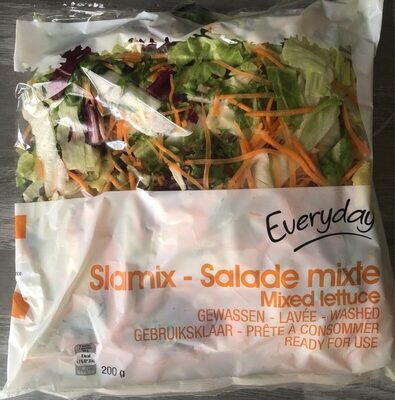 Everyday
Slamix - Salade mixte
Mixed lettuce
GEWASSEN - LAVÉE - WASHED
GEBRUIKSKLAAR - PRÊTE À CONSOMMER
READY FOR USE
200 g